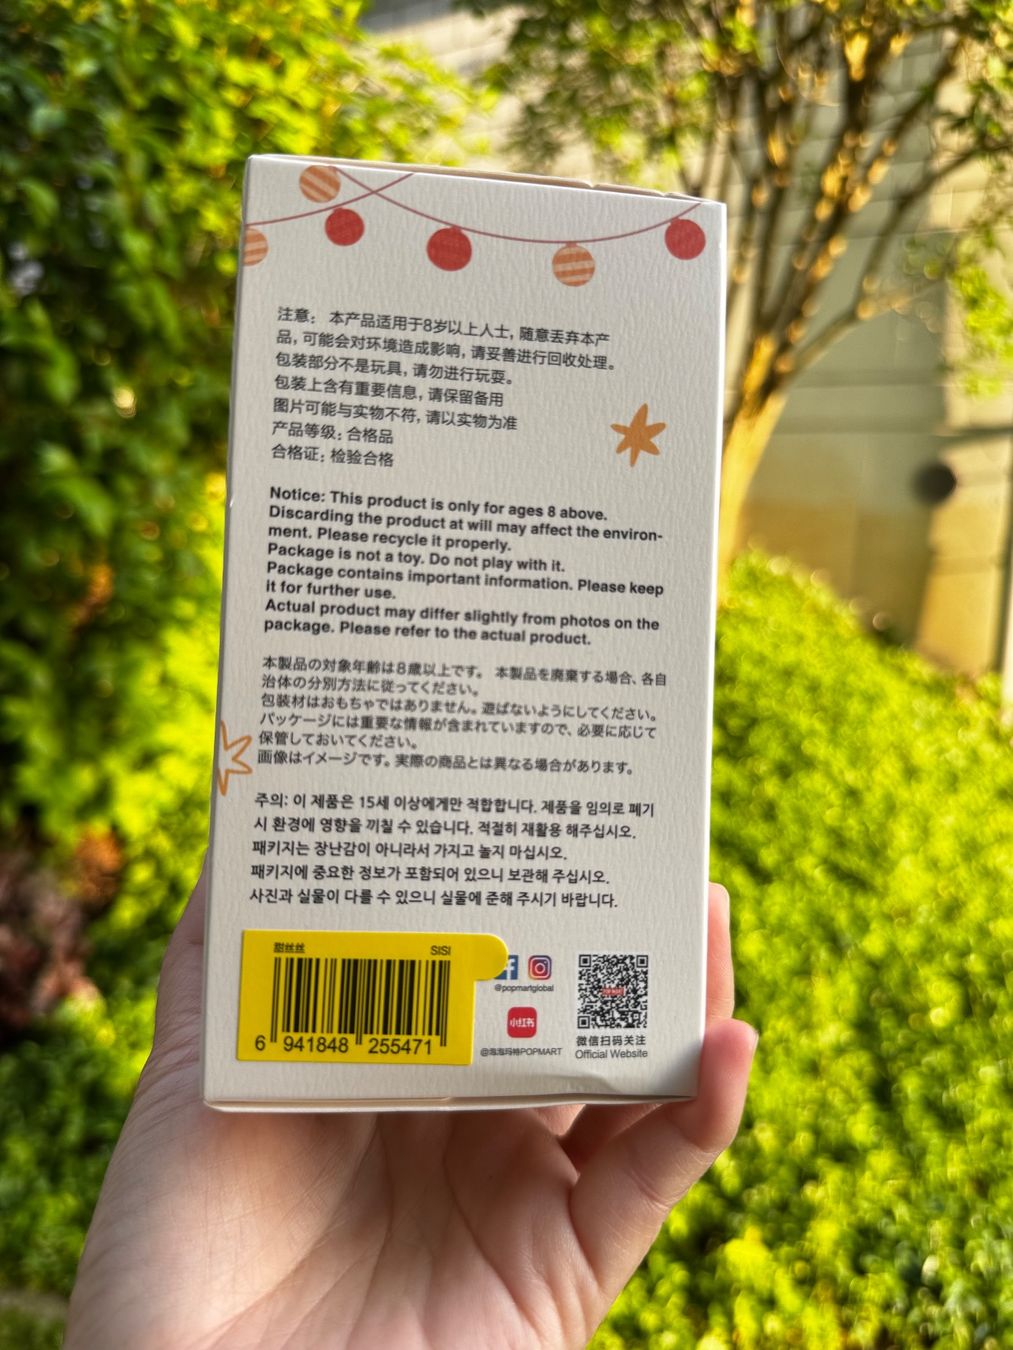 注意： 本产品适用于8岁以上人士，随意丢弃本产
品，可能会对环境造成影响，请妥善进行回收处理。
包装部分不是玩具，请勿进行玩耍。
包装上含有重要信息，请保留备用
图片可能与实物不符，请以实物为准
产品等级：合格品
合格证：检验合格
Notice: This product is only for ages 8 above.
Discarding the product at will may affect the environ-
ment. Please recycle it properly.
Package is not a toy. Do not play with it.
Package contains important information. Please keep
it for further use.
Actual product may differ slightly from photos on the
package. Please refer to the actual product.
本製品の対象年齢は8歳以上です。 本製品を廃棄する場合、各自
治体の分別方法に従ってください。
包装材はおもちゃではありません。遊ばないようにしてください。
パッケージには重要な情報が含まれていますので、必要に応じて
保管しておいてください。
画像はイメージです。実際の商品とは異なる場合があります。
주의: 이 제품은 15세 이상에게만 적합합니다. 제품을 임의로 폐기
시 환경에 영향을 끼칠 수 있습니다. 적절히 재활용 해주십시오.
패키지는 장난감이 아니라서 가지고 놀지 마십시오.
패키지에 중요한 정보가 포함되어 있으니 보관해 주십시오.
사진과 실물이 다를 수 있으니 실물에 준해 주시기 바랍니다.
甜丝丝 SISI
6 941848 255471
@popmartglobal
小红书
@泡泡玛特POPMART
微信扫码关注
Official Website